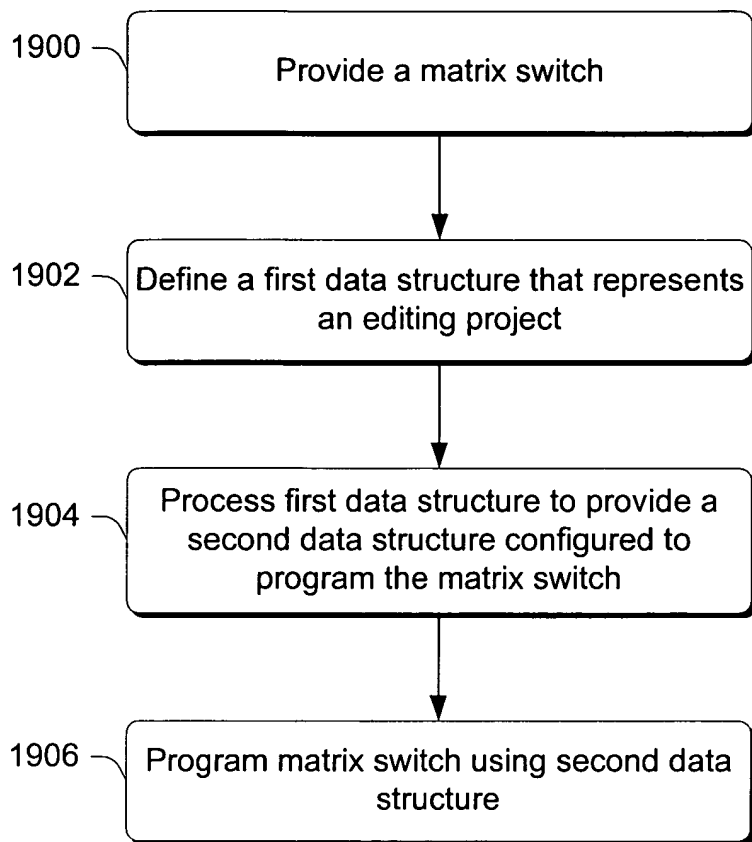 1900
Provide a matrix switch
1902
Define a first data structure that represents
an editing project
1904
Process first data structure to provide a
second data structure configured to
program the matrix switch
1906
Program matrix switch using second data
structure